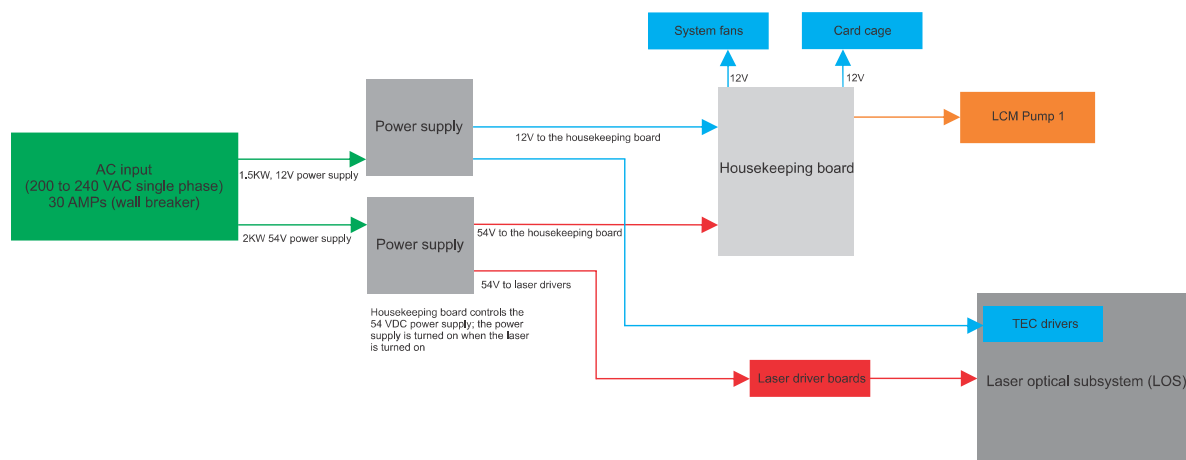 System fans
Card cage
12V
12V
Power supply
LCM Pump 1
12V to the housekeeping board
AC input
(200 to 240 VAC single phase)
30 AMPs (wall breaker)
Housekeeping board
1.5KW, 12V power supply
2KW 54V power supply
Power supply
54V to the housekeeping board
54V to laser drivers
Housekeeping board controls the
54 VDC power supply; the power
supply is turned on when the laser
is turned on
TEC drivers
Laser driver boards
Laser optical subsystem (LOS)